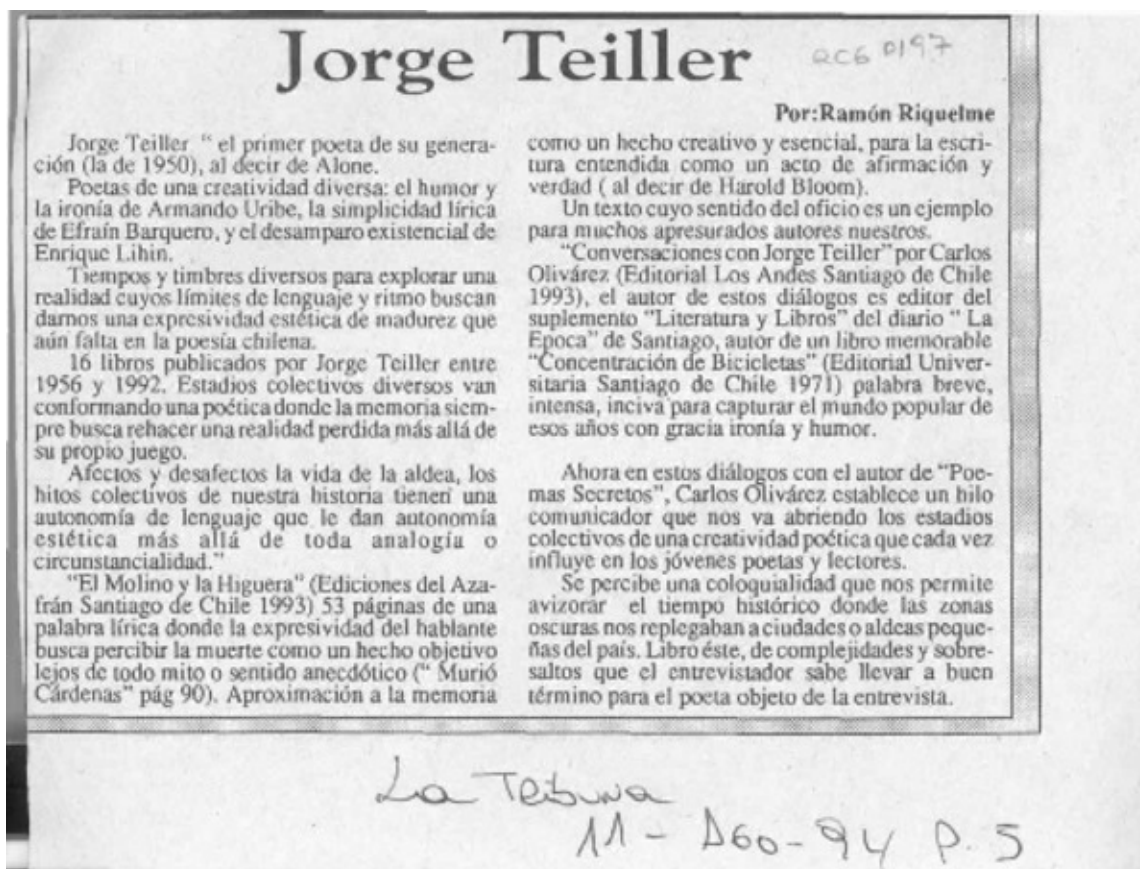 Jorge Teiller
Por:Ramón Riquelme
Jorge Teiller " el primer poeta de su genera-
ción (la de 1950), al decir de Alone.
Poetas de una creatividad diversa: el humor y
la ironía de Armando Uribe, la simplicidad lírica
de Efraín Barquero, y el desamparo existencial de
Enrique Lihin.
Tiempos y timbres diversos para explorar una
realidad cuyos límites de lenguaje y ritmo buscan
darnos una expresividad estética de madurez que
aún falta en la poesía chilena.
16 libros publicados por Jorge Teiller entre
1956 y 1992. Estadios colectivos diversos van
conformando una poética donde la memoria siem-
pre busca rehacer una realidad perdida más allá de
su propio juego.
Afectos y desafectos la vida de la aldea, los
hitos colectivos de nuestra historia tienen una
autonomía de lenguaje que le dan autonomía
estética más allá de toda analogía o
circunstancialidad."
"El Molino y la Higuera" (Ediciones del Aza-
frán Santiago de Chile 1993) 53 páginas de una
palabra lírica donde la expresividad del hablante
busca percibir la muerte como un hecho objetivo
lejos de todo mito o sentido anecdótico (" Murió
Cárdenas" pág 90). Aproximación a la memoria
como un hecho creativo y esencial, para la escri-
tura entendida como un acto de afirmación y
verdad ( al decir de Harold Bloom).
Un texto cuyo sentido del oficio es un ejemplo
para muchos apresurados autores nuestros.
"Conversaciones con Jorge Teiller" por Carlos
Olivárez (Editorial Los Andes Santiago de Chile
1993), el autor de estos diálogos es editor del
suplemento "Literatura y Libros" del diario " La
Epoca" de Santiago, autor de un libro memorable
"Concentración de Bicicletas" (Editorial Univer-
sitaria Santiago de Chile 1971) palabra breve,
intensa, inciva para capturar el mundo popular de
esos años con gracia ironía y humor.
Ahora en estos diálogos con el autor de "Poe-
mas Secretos", Carlos Olivárez establece un hilo
comunicador que nos va abriendo los estadios
colectivos de una creatividad poética que cada vez
influye en los jóvenes poetas y lectores.
Se percibe una coloquialidad que nos permite
avizorar el tiempo histórico donde las zonas
oscuras nos replegaban a ciudades o aldeas peque-
ñas del país. Libro éste, de complejidades y sobre-
saltos que el entrevistador sabe llevar a buen
término para el poeta objeto de la entrevista.
La Tribuna
11-        -94 P. 5